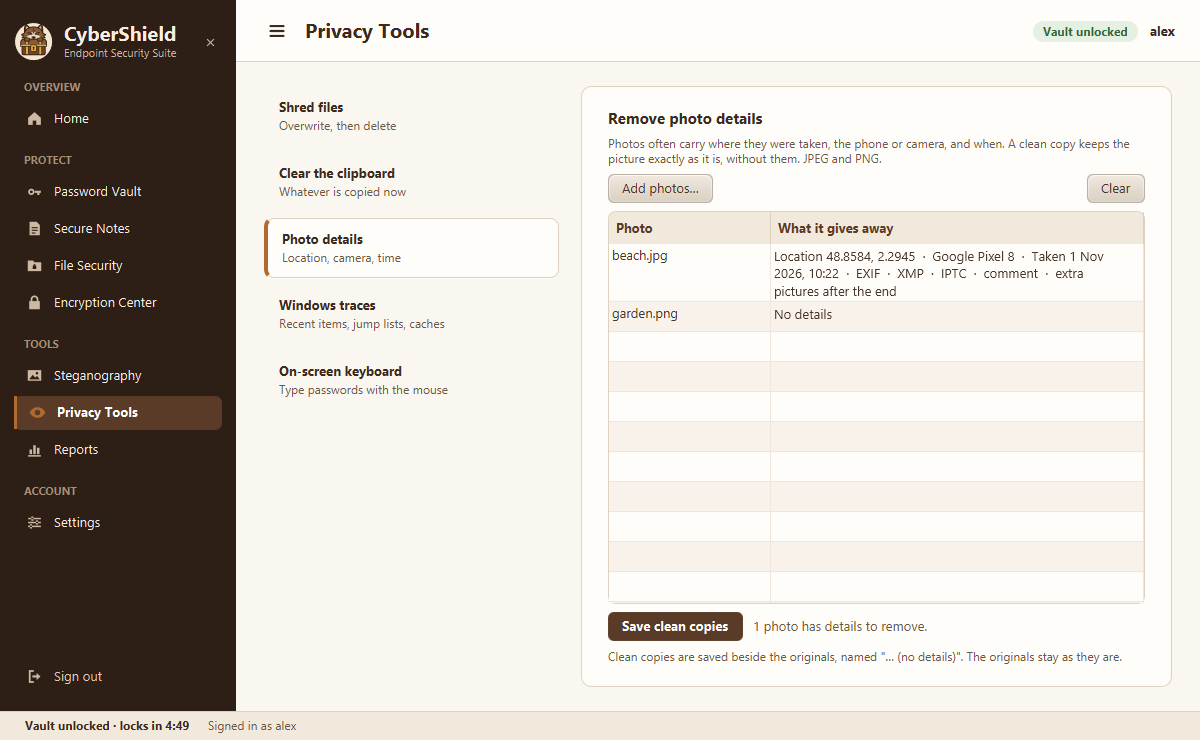 CyberShield
Endpoint Security Suite
OVERVIEW
Home
PROTECT
Password Vault
Secure Notes
File Security
Encryption Center
TOOLS
Steganography
Privacy Tools
Reports
ACCOUNT
Settings
Sign out
Privacy Tools
Vault unlocked
alex
Shred files
Overwrite, then delete
Clear the clipboard
Whatever is copied now
Photo details
Location, camera, time
Windows traces
Recent items, jump lists, caches
On-screen keyboard
Type passwords with the mouse
Remove photo details
Photos often carry where they were taken, the phone or camera, and when. A clean copy keeps the
picture exactly as it is, without them. JPEG and PNG.
Add photos...
Clear
Photo
What it gives away
beach.jpg
Location 48.8584, 2.2945 · Google Pixel 8 · Taken 1 Nov
2026, 10:22 · EXIF · XMP · IPTC · comment · extra
pictures after the end
garden.png
No details
Save clean copies
1 photo has details to remove.
Clean copies are saved beside the originals, named "... (no details)". The originals stay as they are.
Vault unlocked · locks in 4:49
Signed in as alex